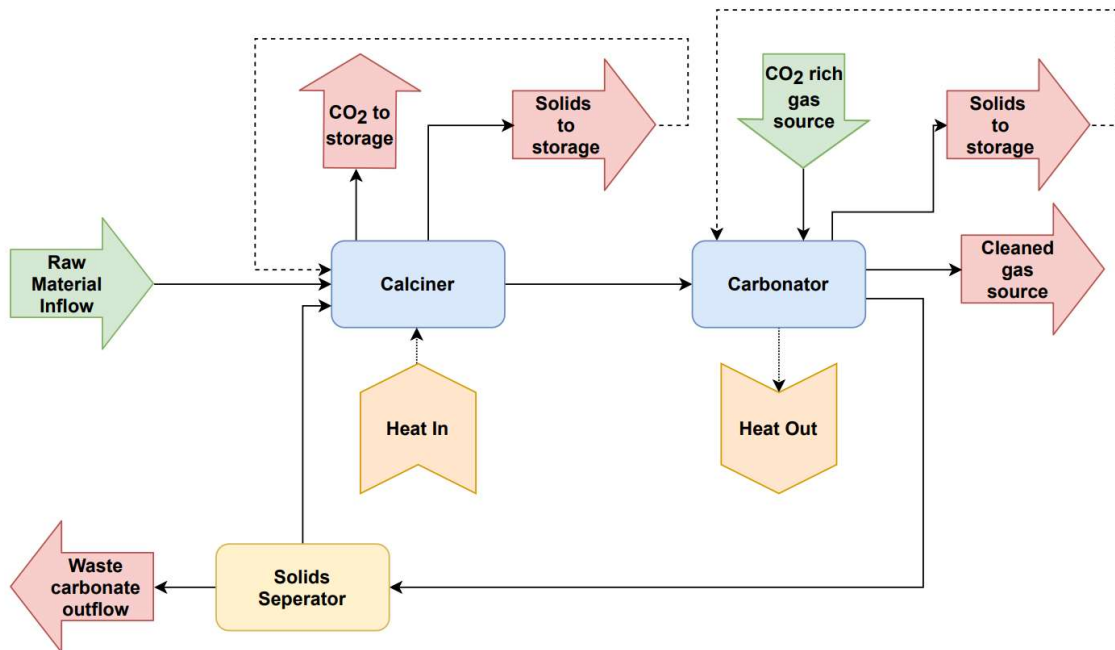 CO2 to
storage
Solids
to
storage
CO2 rich
gas
source
Solids
to
storage
Raw
Material
Inflow
Calciner
Carbonator
Cleaned
gas
source
Heat In
Heat Out
Waste
carbonate
outflow
Solids
Seperator